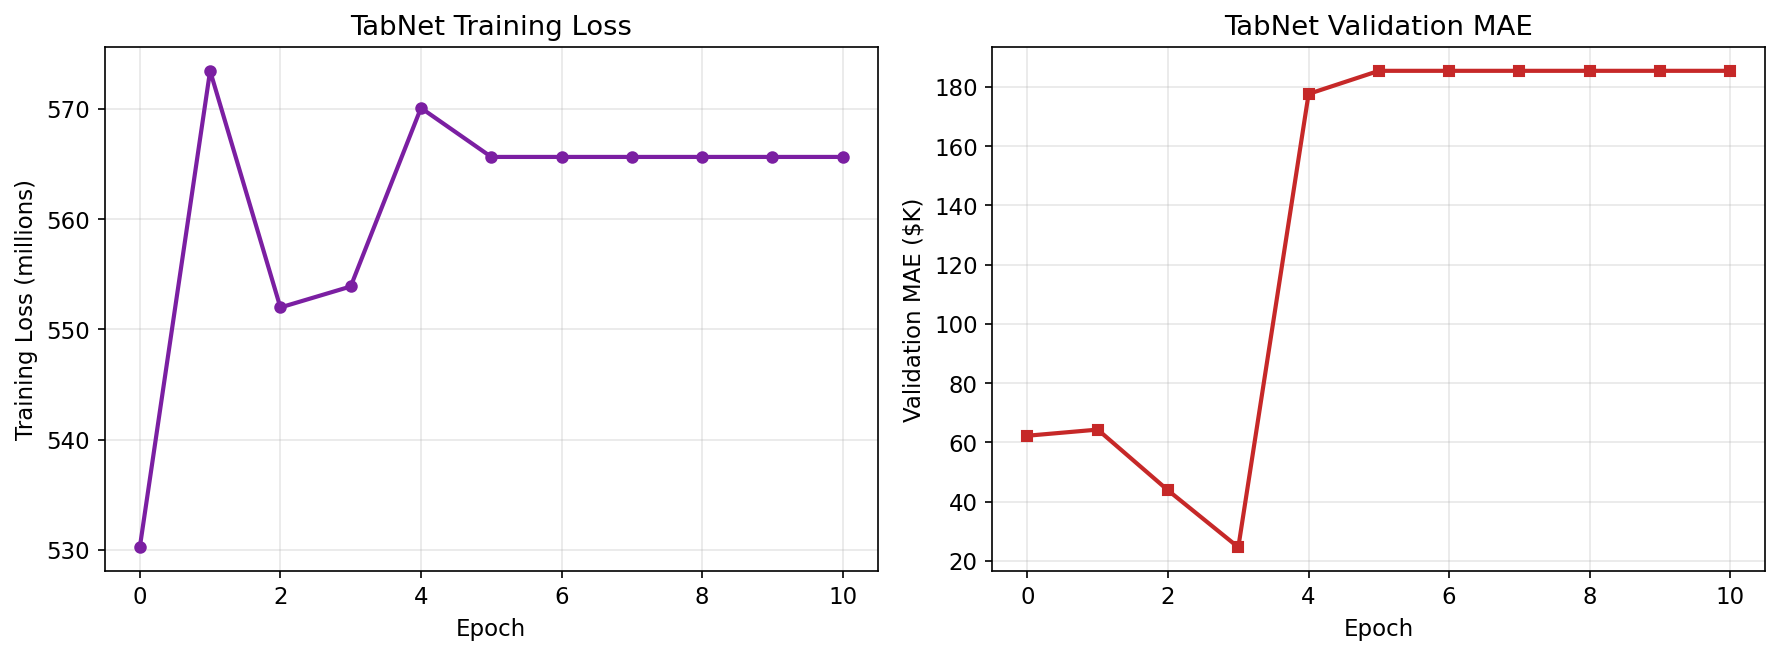 TabNet Training Loss
Training Loss (millions)
570
560
550
540
530
0 2 4 6 8 10
Epoch
TabNet Validation MAE
Validation MAE ($K)
180
160
140
120
100
80
60
40
20
0 2 4 6 8 10
Epoch